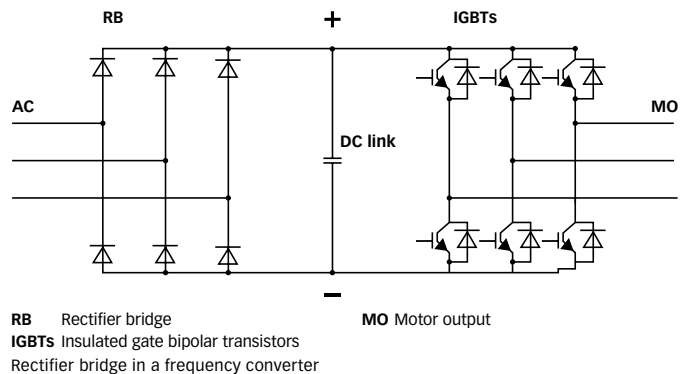 RB + IGBTs
AC MO
DC link
−
RB Rectifier bridge MO Motor output
IGBTs Insulated gate bipolar transistors
Rectifier bridge in a frequency converter